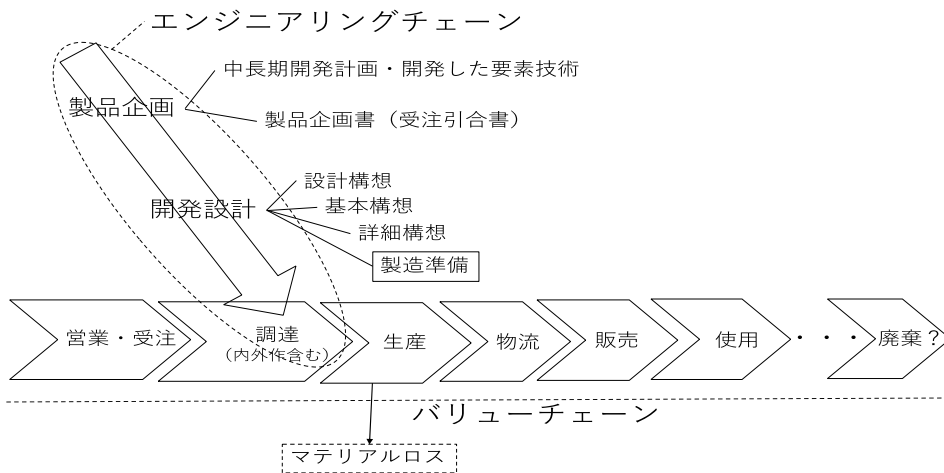 エンジニアリングチェーン
中長期開発計画・開発した要素技術
製品企画
製品企画書（受注引合書）
設計構想
開発設計
基本構想
詳細構想
製造準備
営業・受注
調達
（内外作含む）
生産
物流
販売
使用
・・・
廃棄？
バリューチェーン
マテリアルロス